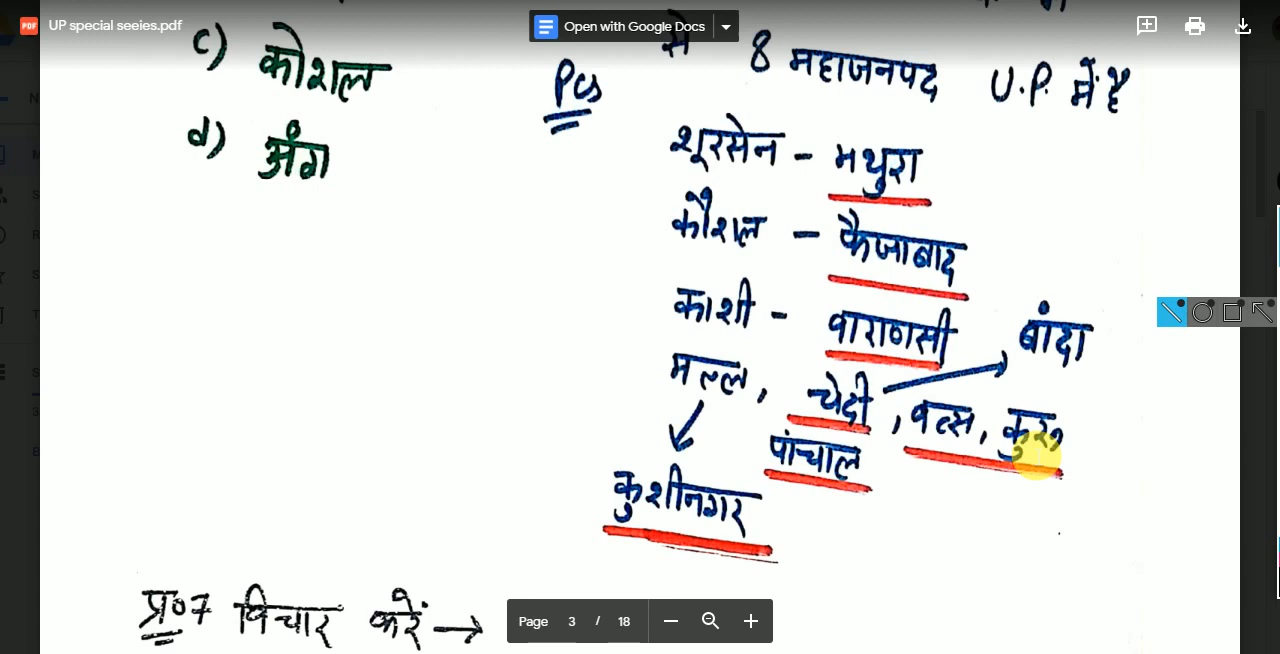 UP special seeies.pdf
Open with Google Docs
c) कोशल
d) अंग
Pcs
से 8 महाजनपद U.P. में है
शूरसेन - मथुरा
कौशल - फैजाबाद
काशी - वाराणसी
बांदा
मल्ल, चेदी, वत्स, कुरु,
पांचाल
कुशीनगर
प्र०7 विचार करें →
Page 3 / 18